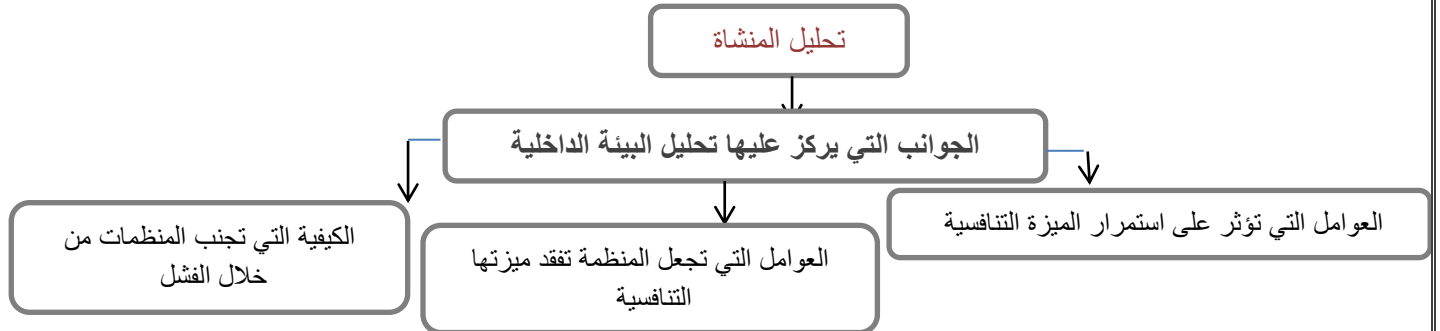 تحليل المنشاة
الجوانب التي يركز عليها تحليل البيئة الداخلية
العوامل التي تؤثر على استمرار الميزة التنافسية
العوامل التي تجعل المنظمة تفقد ميزتها
التنافسية
الكيفية التي تجنب المنظمات من
خلال الفشل